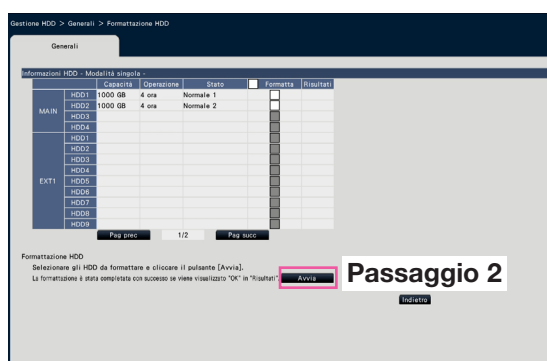 Gestione HDD > Generali > Formattazione HDD
Generali
Informazioni HDD - Modalità singola -
Capacità Operazione Stato Formatta Risultati
MAIN
HDD1 1000 GB 4 ora Normale 1
HDD2 1000 GB 4 ora Normale 2
HDD3
HDD4
EXT1
HDD1
HDD2
HDD3
HDD4
HDD5
HDD6
HDD7
HDD8
HDD9
Pag prec 1/2 Pag succ
Formattazione HDD
Selezionare gli HDD da formattare e cliccare il pulsante [Avvia].
La formattazione è stata completata con successo se viene visualizzato "OK" in "Risultati". Avvia
Passaggio 2
Indietro